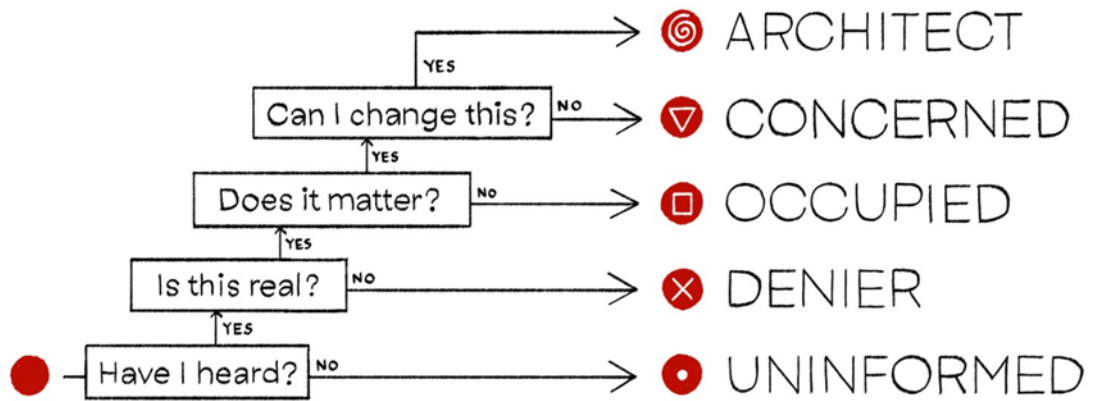 YES
ARCHITECT
Can I change this?
NO
CONCERNED
YES
Does it matter?
NO
OCCUPIED
YES
Is this real?
NO
DENIER
YES
Have I heard?
NO
UNINFORMED